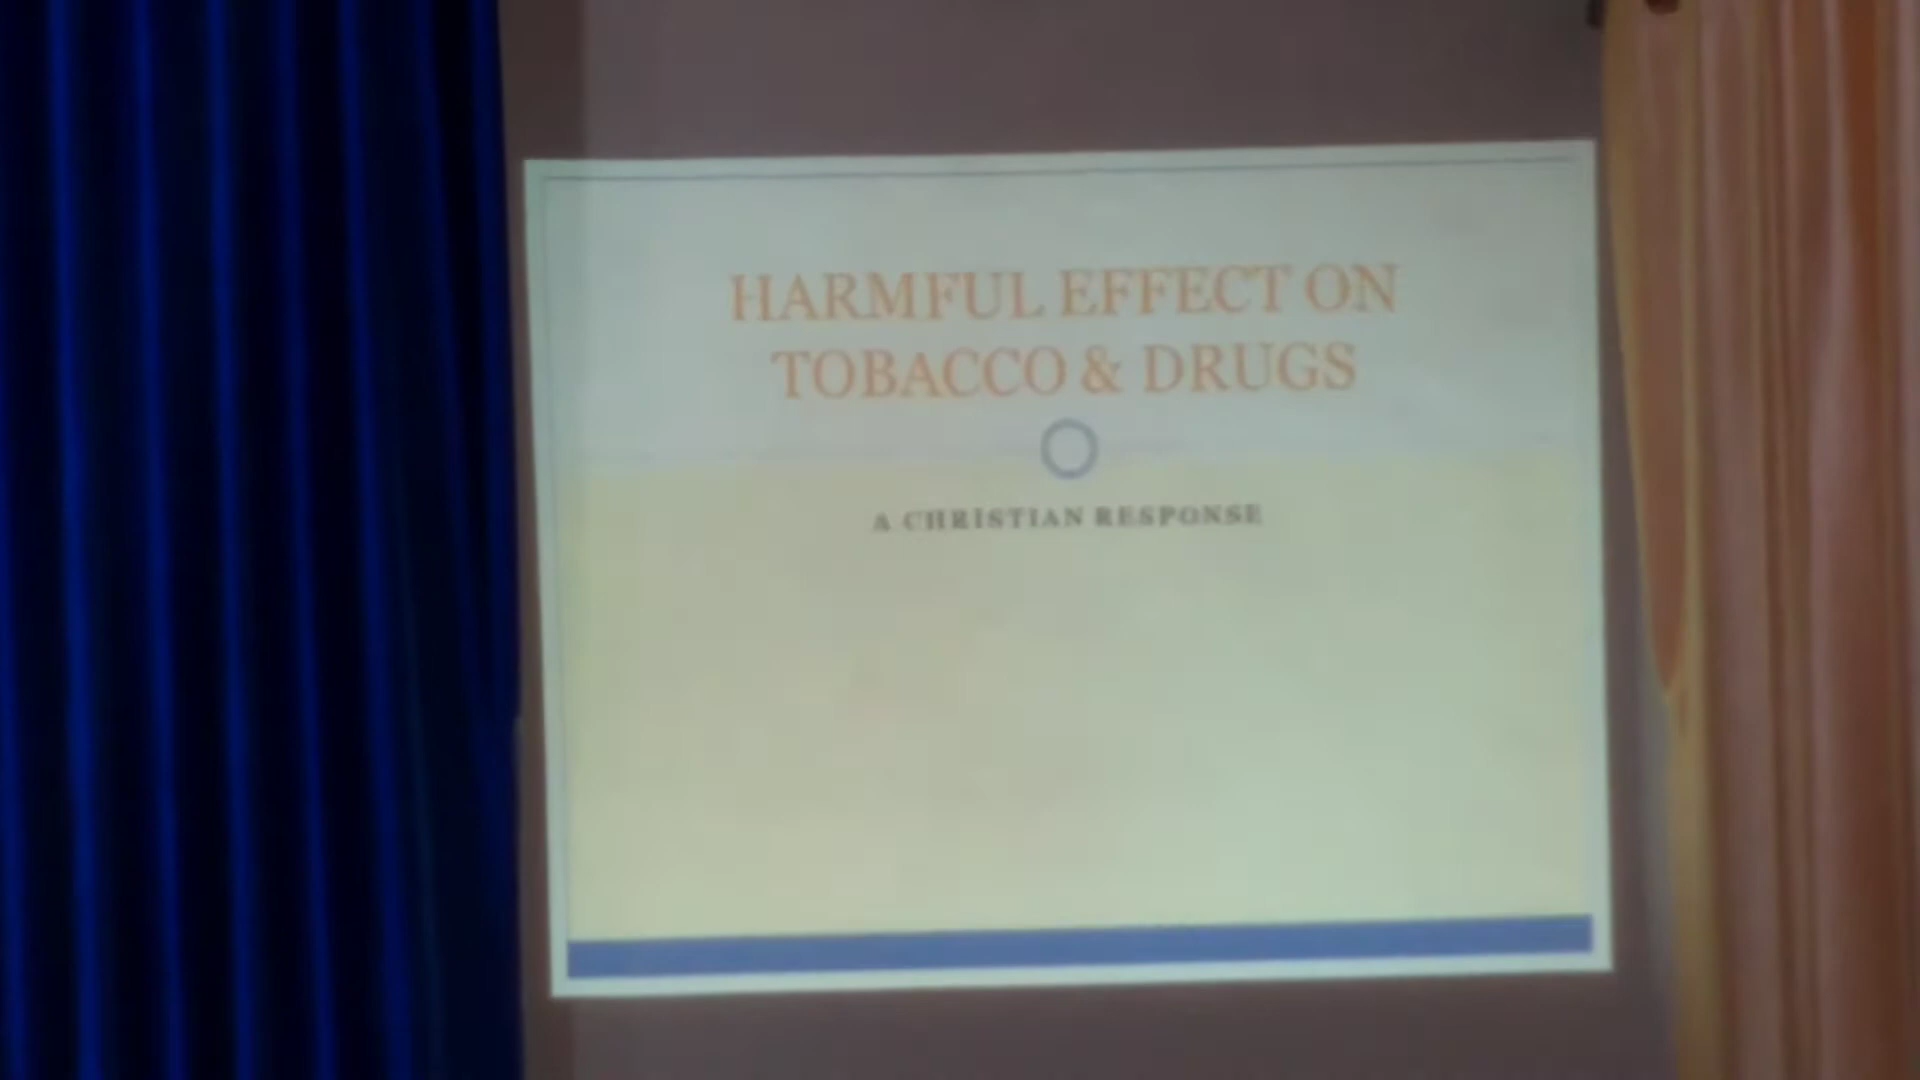 HARMFUL EFFECT ON
TOBACCO & DRUGS
A CHRISTIAN RESPONSE